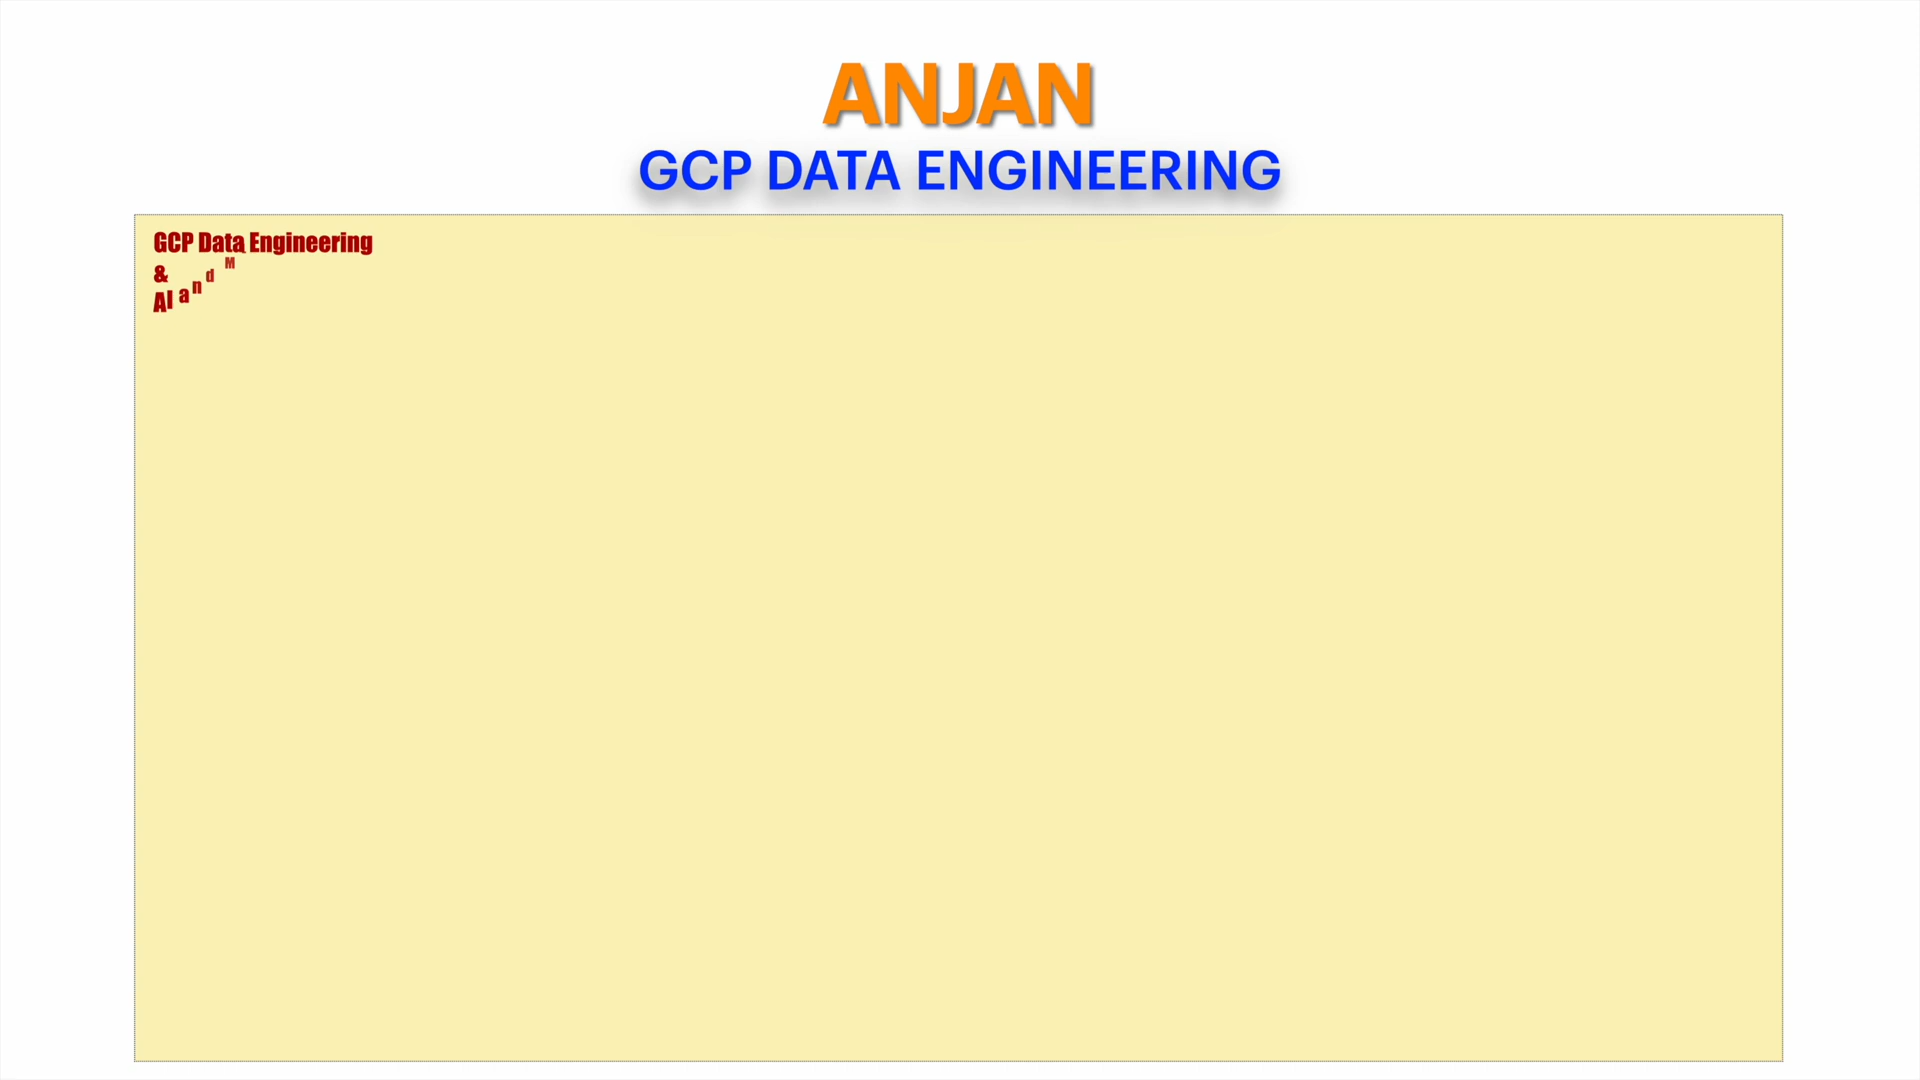 ANJAN
GCP DATA ENGINEERING
GCP Data Engineering
&
AI and M